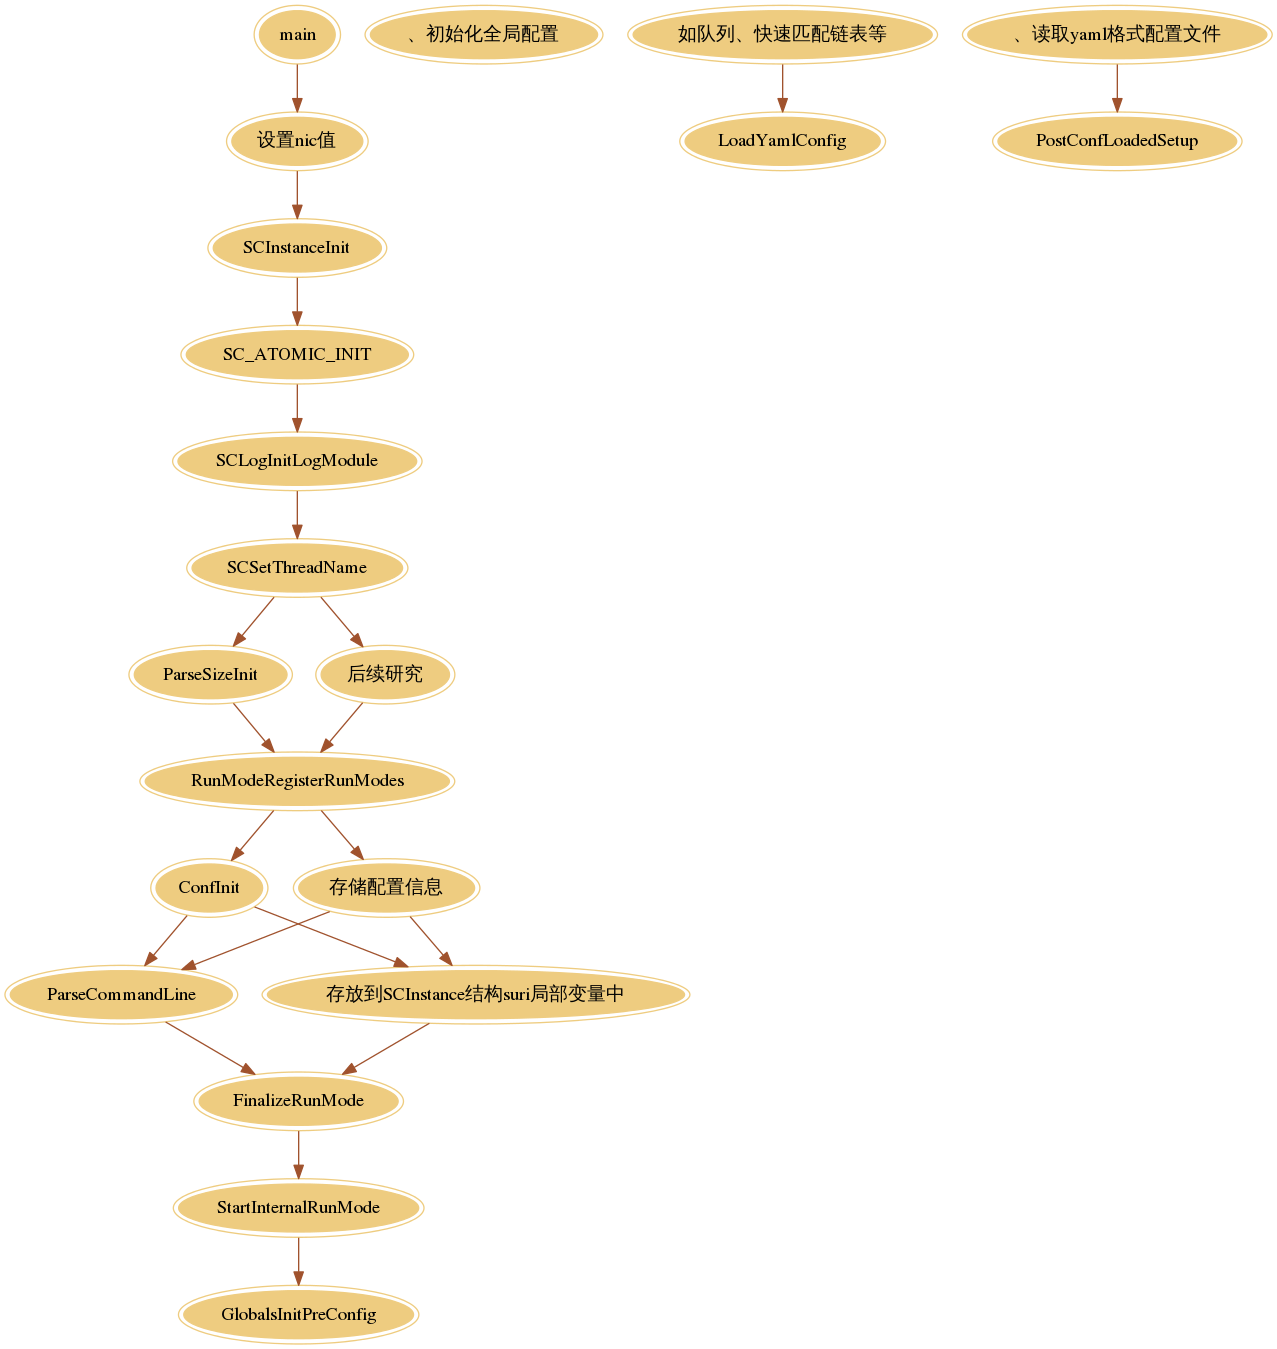 main
、初始化全局配置
如队列、快速匹配链表等
、读取yaml格式配置文件
设置nic值
LoadYamlConfig
PostConfLoadedSetup
SCInstanceInit
SC_ATOMIC_INIT
SCLogInitLogModule
SCSetThreadName
ParseSizeInit
后续研究
RunModeRegisterRunModes
ConfInit
存储配置信息
ParseCommandLine
存放到SCInstance结构suri局部变量中
FinalizeRunMode
StartInternalRunMode
GlobalsInitPreConfig